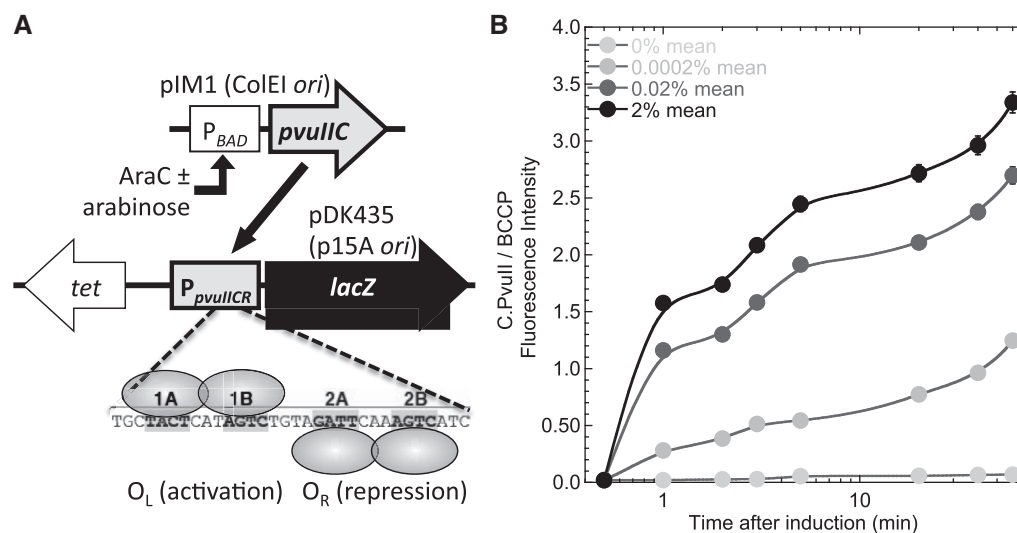 A
pIM1 (ColEI ori)
PBAD
pvuIIC
AraC ±
arabinose
pDK435
(p15A ori)
tet
PpvuIICR
lacZ
1A 1B 2A 2B
TGCTACTCATAGTCTGTAGATTCAAAGTCATC
OL (activation) OR (repression)
B
C.PvuII / BCCP
Fluorescence Intensity
4.0
3.5
3.0
2.5
2.0
1.5
1.0
0.50
0.0
0% mean
0.0002% mean
0.02% mean
2% mean
1 10
Time after induction (min)